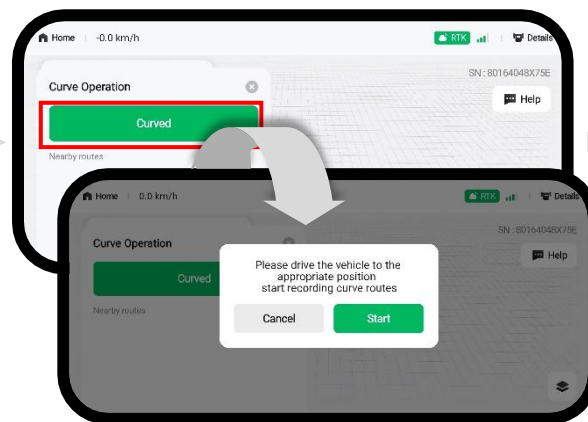 Home -0.0 km/h RTK Details
SN : 80164048X75E
Curve Operation
Help
Curved
Nearby routes
Home 0.0 km/h RTK Details
SN : 80164048X75E
Curve Operation
Help
Curved
Nearby routes
Please drive the vehicle to the
appropriate position
start recording curve routes
Cancel Start